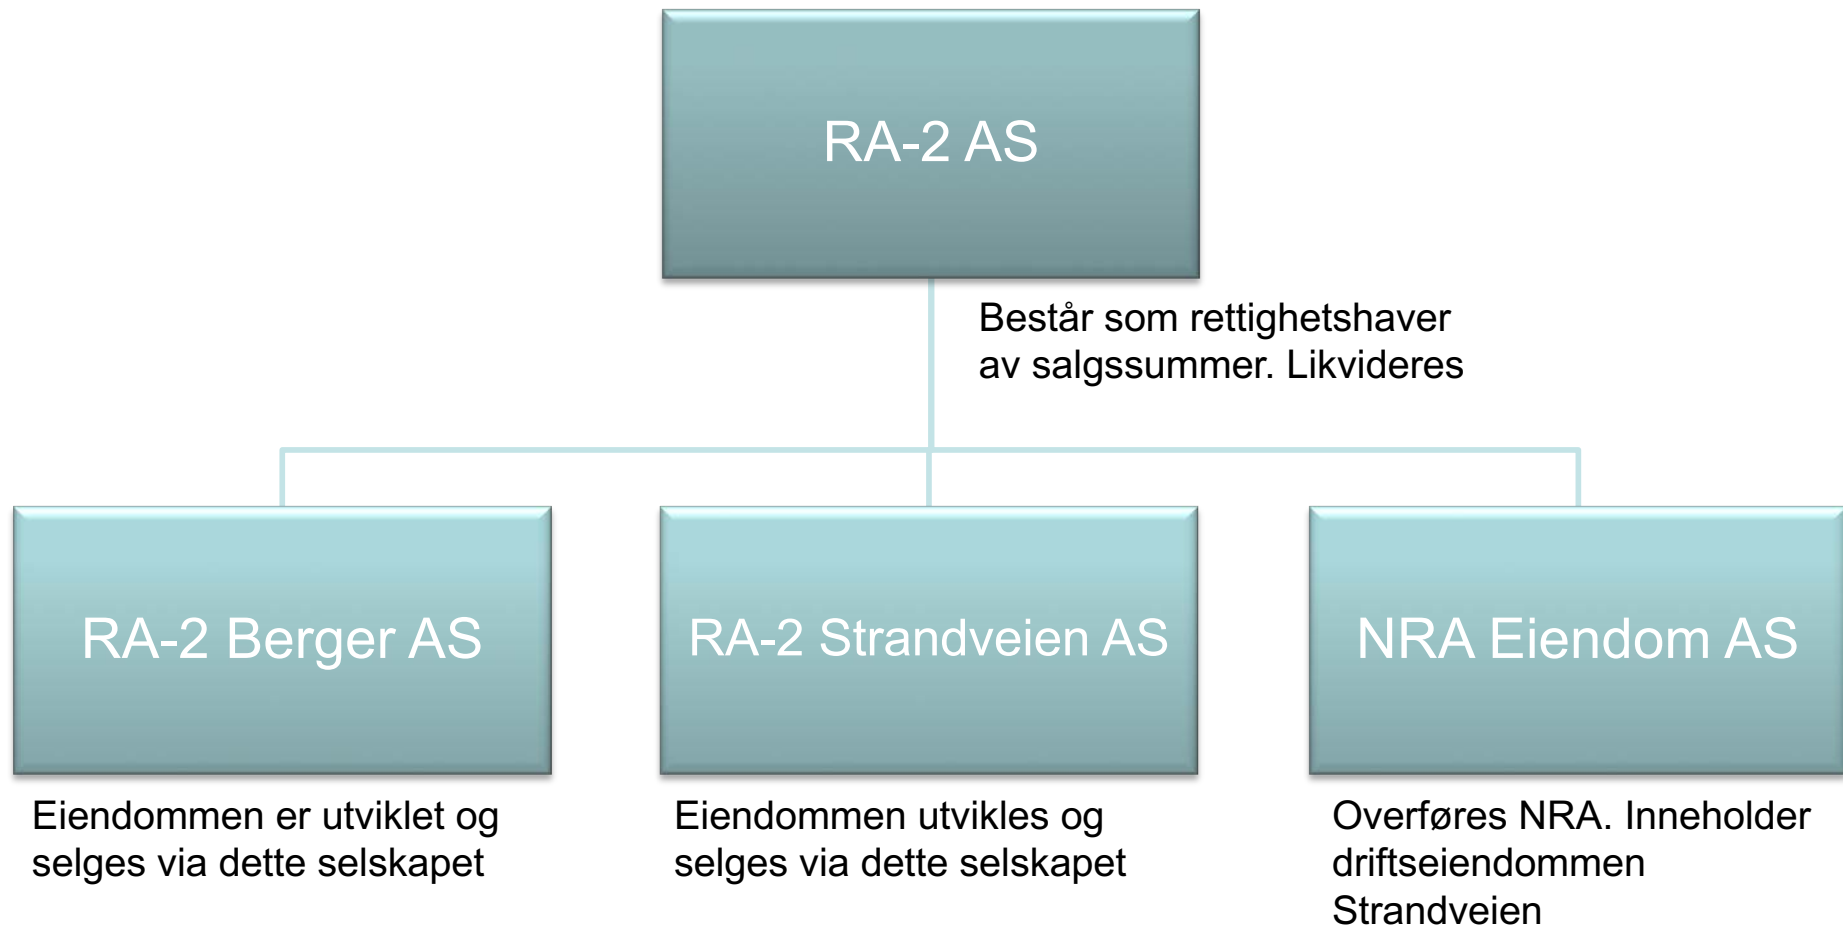 RA-2 AS
Består som rettighetshaver
av salgssummer. Likvideres
RA-2 Berger AS
RA-2 Strandveien AS
NRA Eiendom AS
Eiendommen er utviklet og
selges via dette selskapet
Eiendommen utvikles og
selges via dette selskapet
Overføres NRA. Inneholder
driftseiendommen
Strandveien